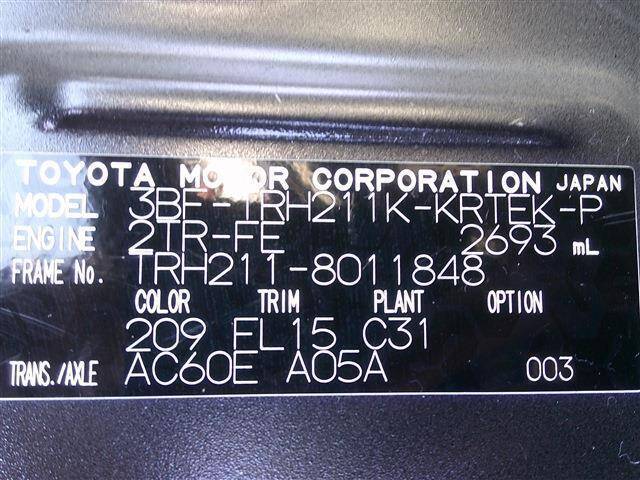 TOYOTA MOTOR CORPORATION JAPAN
MODEL 3BF-TRH211K-KRTEK-P
ENGINE 2TR-FE 2693 mL
FRAME No. TRH211-8011848
COLOR TRIM PLANT OPTION
209 FL15 C31
TRANS./AXLE AC60E A05A 003